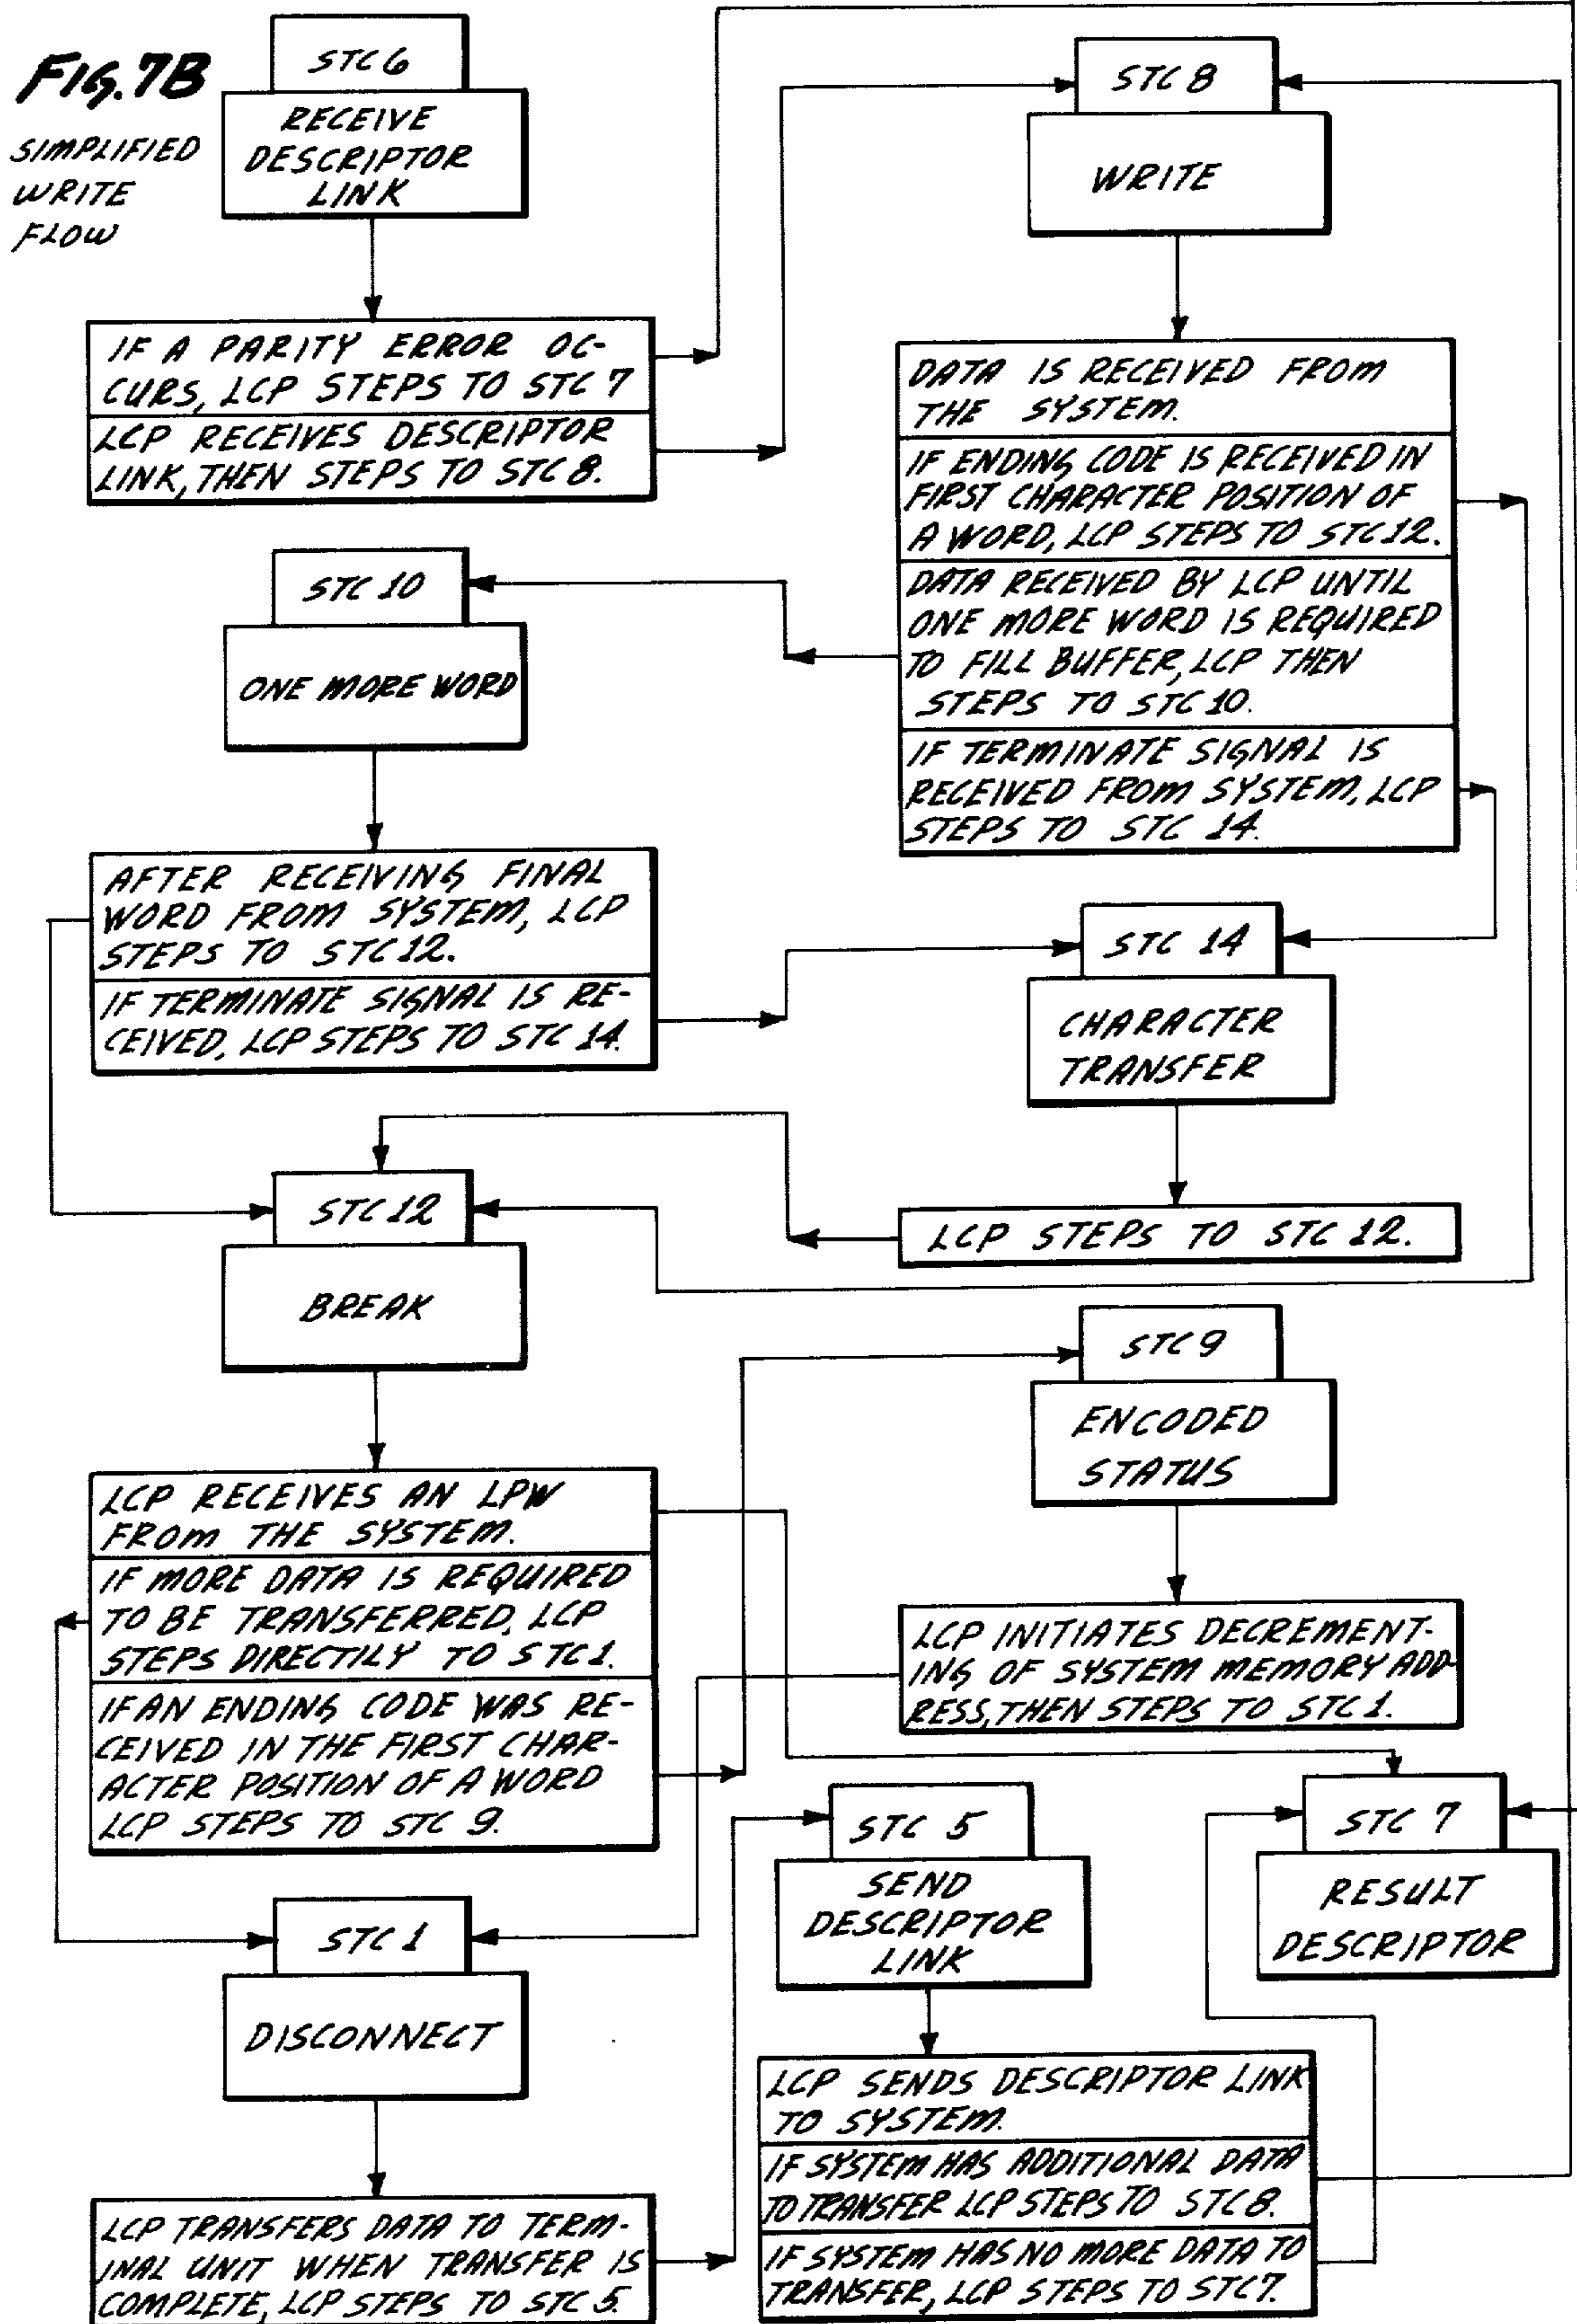 FIG. 7B
SIMPLIFIED
WRITE
FLOW
STC 6
RECEIVE
DESCRIPTOR
LINK
IF A PARITY ERROR OC-
CURS, LCP STEPS TO STC 7
LCP RECEIVES DESCRIPTOR
LINK, THEN STEPS TO STC 8.
STC 8
WRITE
DATA IS RECEIVED FROM
THE SYSTEM.
IF ENDING CODE IS RECEIVED IN
FIRST CHARACTER POSITION OF
A WORD, LCP STEPS TO STC 12.
DATA RECEIVED BY LCP UNTIL
ONE MORE WORD IS REQUIRED
TO FILL BUFFER, LCP THEN
STEPS TO STC 10.
IF TERMINATE SIGNAL IS
RECEIVED FROM SYSTEM, LCP
STEPS TO STC 14.
STC 10
ONE MORE WORD
AFTER RECEIVING FINAL
WORD FROM SYSTEM, LCP
STEPS TO STC 12.
IF TERMINATE SIGNAL IS RE-
CEIVED, LCP STEPS TO STC 14.
STC 14
CHARACTER
TRANSFER
LCP STEPS TO STC 12.
STC 12
BREAK
LCP RECEIVES AN LPW
FROM THE SYSTEM.
IF MORE DATA IS REQUIRED
TO BE TRANSFERRED, LCP
STEPS DIRECTILY TO STC 1.
IF AN ENDING CODE WAS RE-
CEIVED IN THE FIRST CHAR-
ACTER POSITION OF A WORD
LCP STEPS TO STC 9.
STC 9
ENCODED
STATUS
LCP INITIATES DECREMENT-
ING OF SYSTEM MEMORY ADD-
RESS, THEN STEPS TO STC 1.
STC 1
DISCONNECT
LCP TRANSFERS DATA TO TERM-
INAL UNIT WHEN TRANSFER IS
COMPLETE, LCP STEPS TO STC 5.
STC 5
SEND
DESCRIPTOR
LINK
LCP SENDS DESCRIPTOR LINK
TO SYSTEM.
IF SYSTEM HAS ADDITIONAL DATA
TO TRANSFER LCP STEPS TO STC 8.
IF SYSTEM HAS NO MORE DATA TO
TRANSFER, LCP STEPS TO STC 7.
STC 7
RESULT
DESCRIPTOR